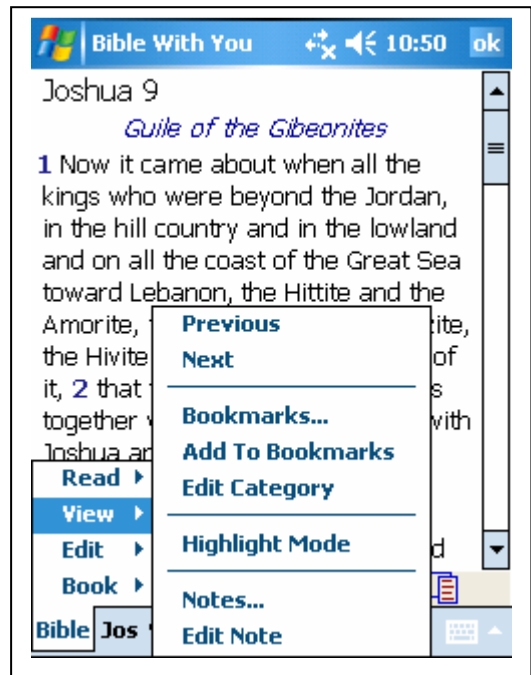 Bible With You 10:50 ok
Joshua 9
Guile of the Gibeonites
1 Now it came about when all the
kings who were beyond the Jordan,
in the hill country and in the lowland
and on all the coast of the Great Sea
toward Lebanon, the Hittite and the
Amorite,
the Hivite of
it, 2 that
together with
Joshua
Previous
Next
Bookmarks...
Add To Bookmarks
Edit Category
Highlight Mode
Notes...
Edit Note
Read
View
Edit
Book
Bible Jos